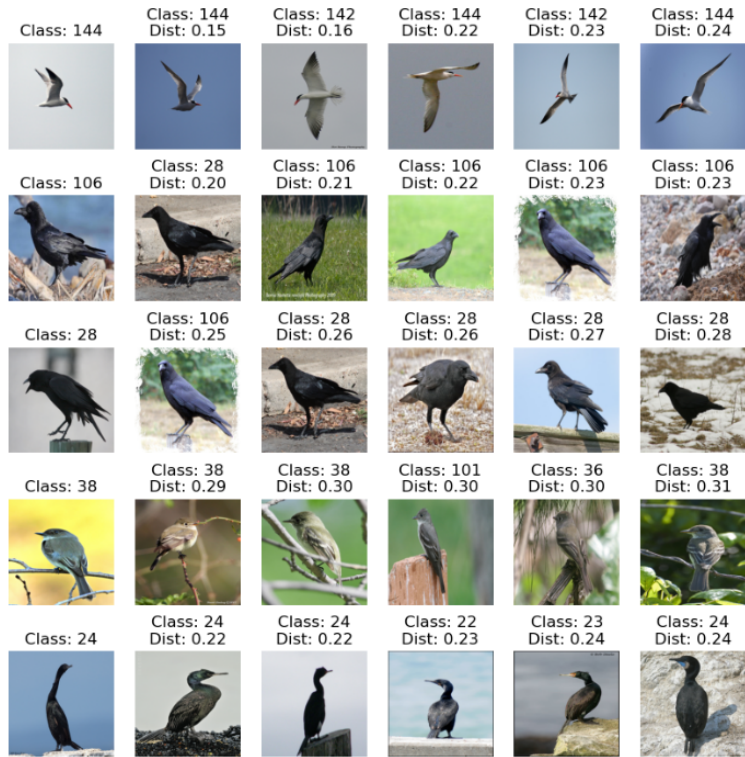 Class: 144
Class: 144
Dist: 0.15
Class: 142
Dist: 0.16
Class: 144
Dist: 0.22
Class: 142
Dist: 0.23
Class: 144
Dist: 0.24
Class: 106
Class: 28
Dist: 0.20
Class: 106
Dist: 0.21
Class: 106
Dist: 0.22
Class: 106
Dist: 0.23
Class: 106
Dist: 0.23
Class: 28
Class: 106
Dist: 0.25
Class: 28
Dist: 0.26
Class: 28
Dist: 0.26
Class: 28
Dist: 0.27
Class: 28
Dist: 0.28
Class: 38
Class: 38
Dist: 0.29
Class: 38
Dist: 0.30
Class: 101
Dist: 0.30
Class: 36
Dist: 0.30
Class: 38
Dist: 0.31
Class: 24
Class: 24
Dist: 0.22
Class: 24
Dist: 0.22
Class: 22
Dist: 0.23
Class: 23
Dist: 0.24
Class: 24
Dist: 0.24